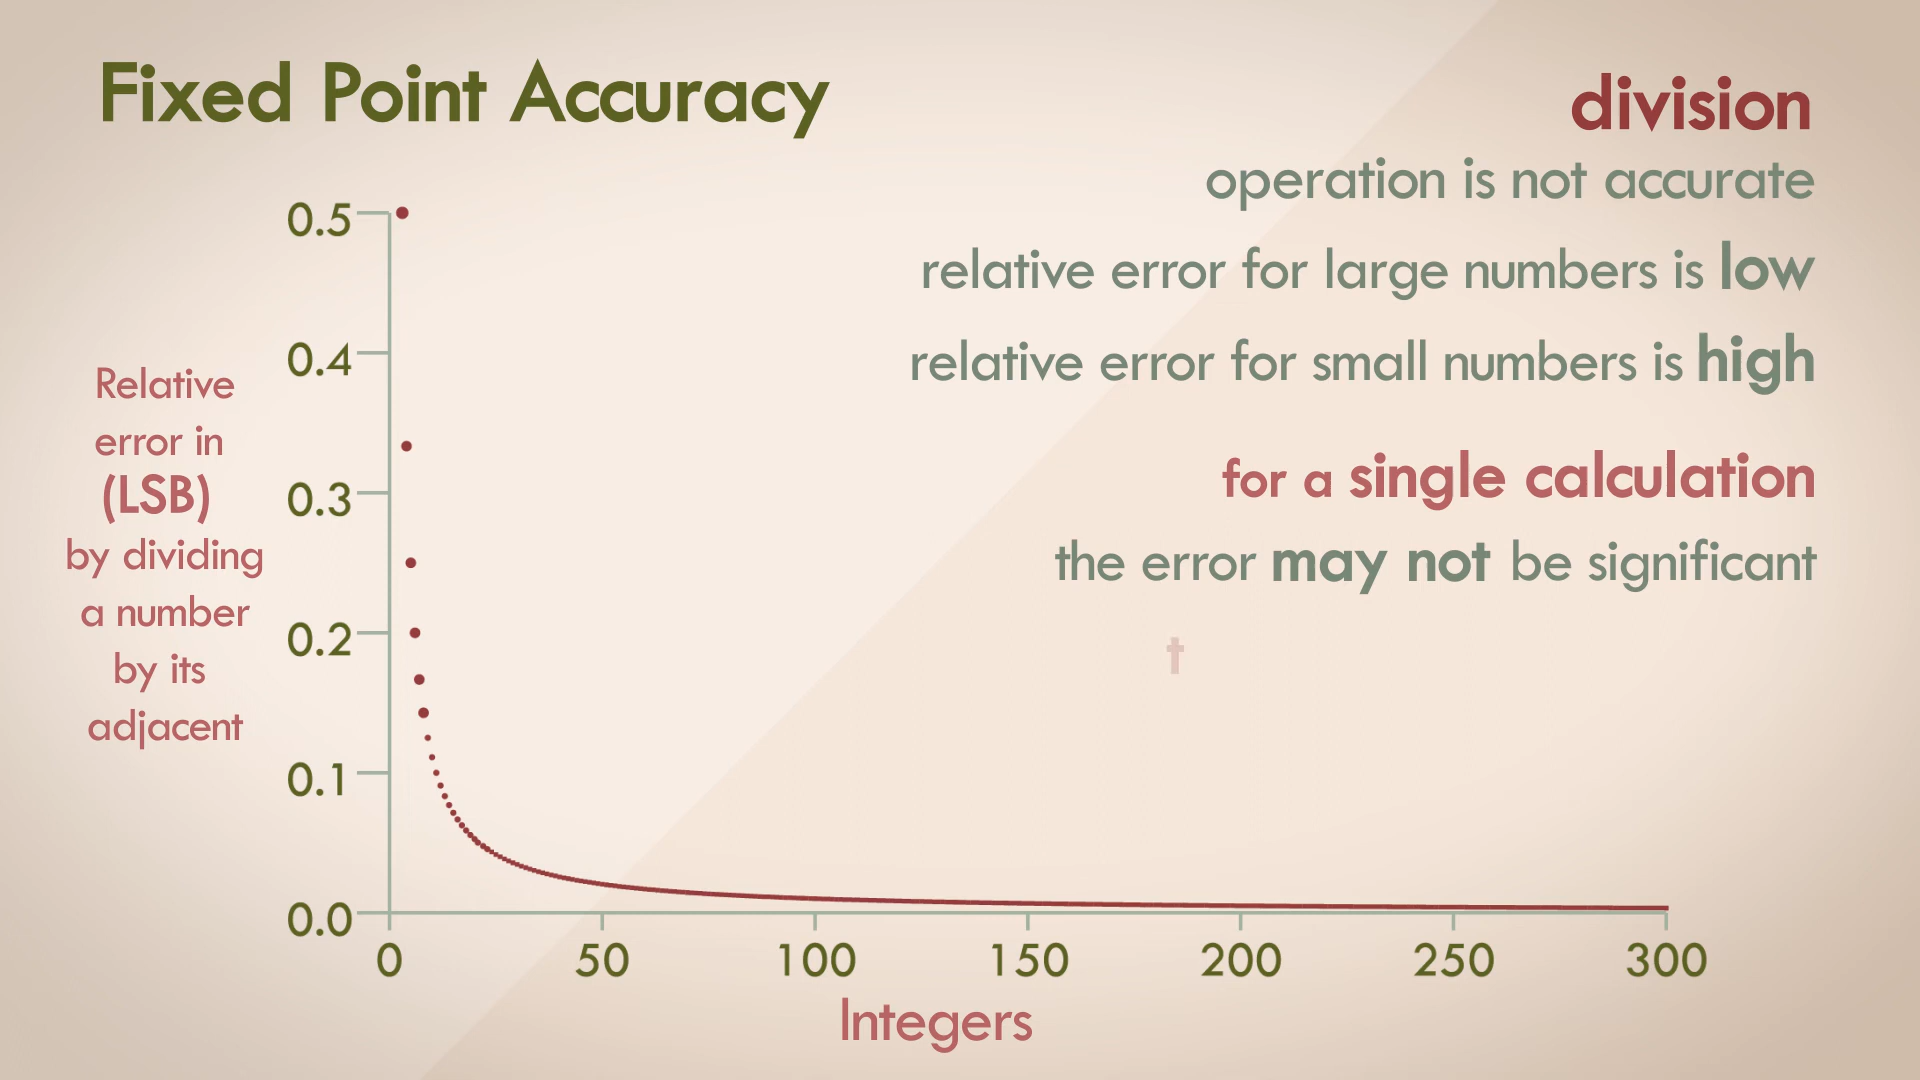 Fixed Point Accuracy
division
operation is not accurate
relative error for large numbers is low
relative error for small numbers is high
for a single calculation
the error may not be significant
t
Relative
error in
(LSB)
by dividing
a number
by its
adjacent
0.5
0.4
0.3
0.2
0.1
0.0
0 50 100 150 200 250 300
Integers